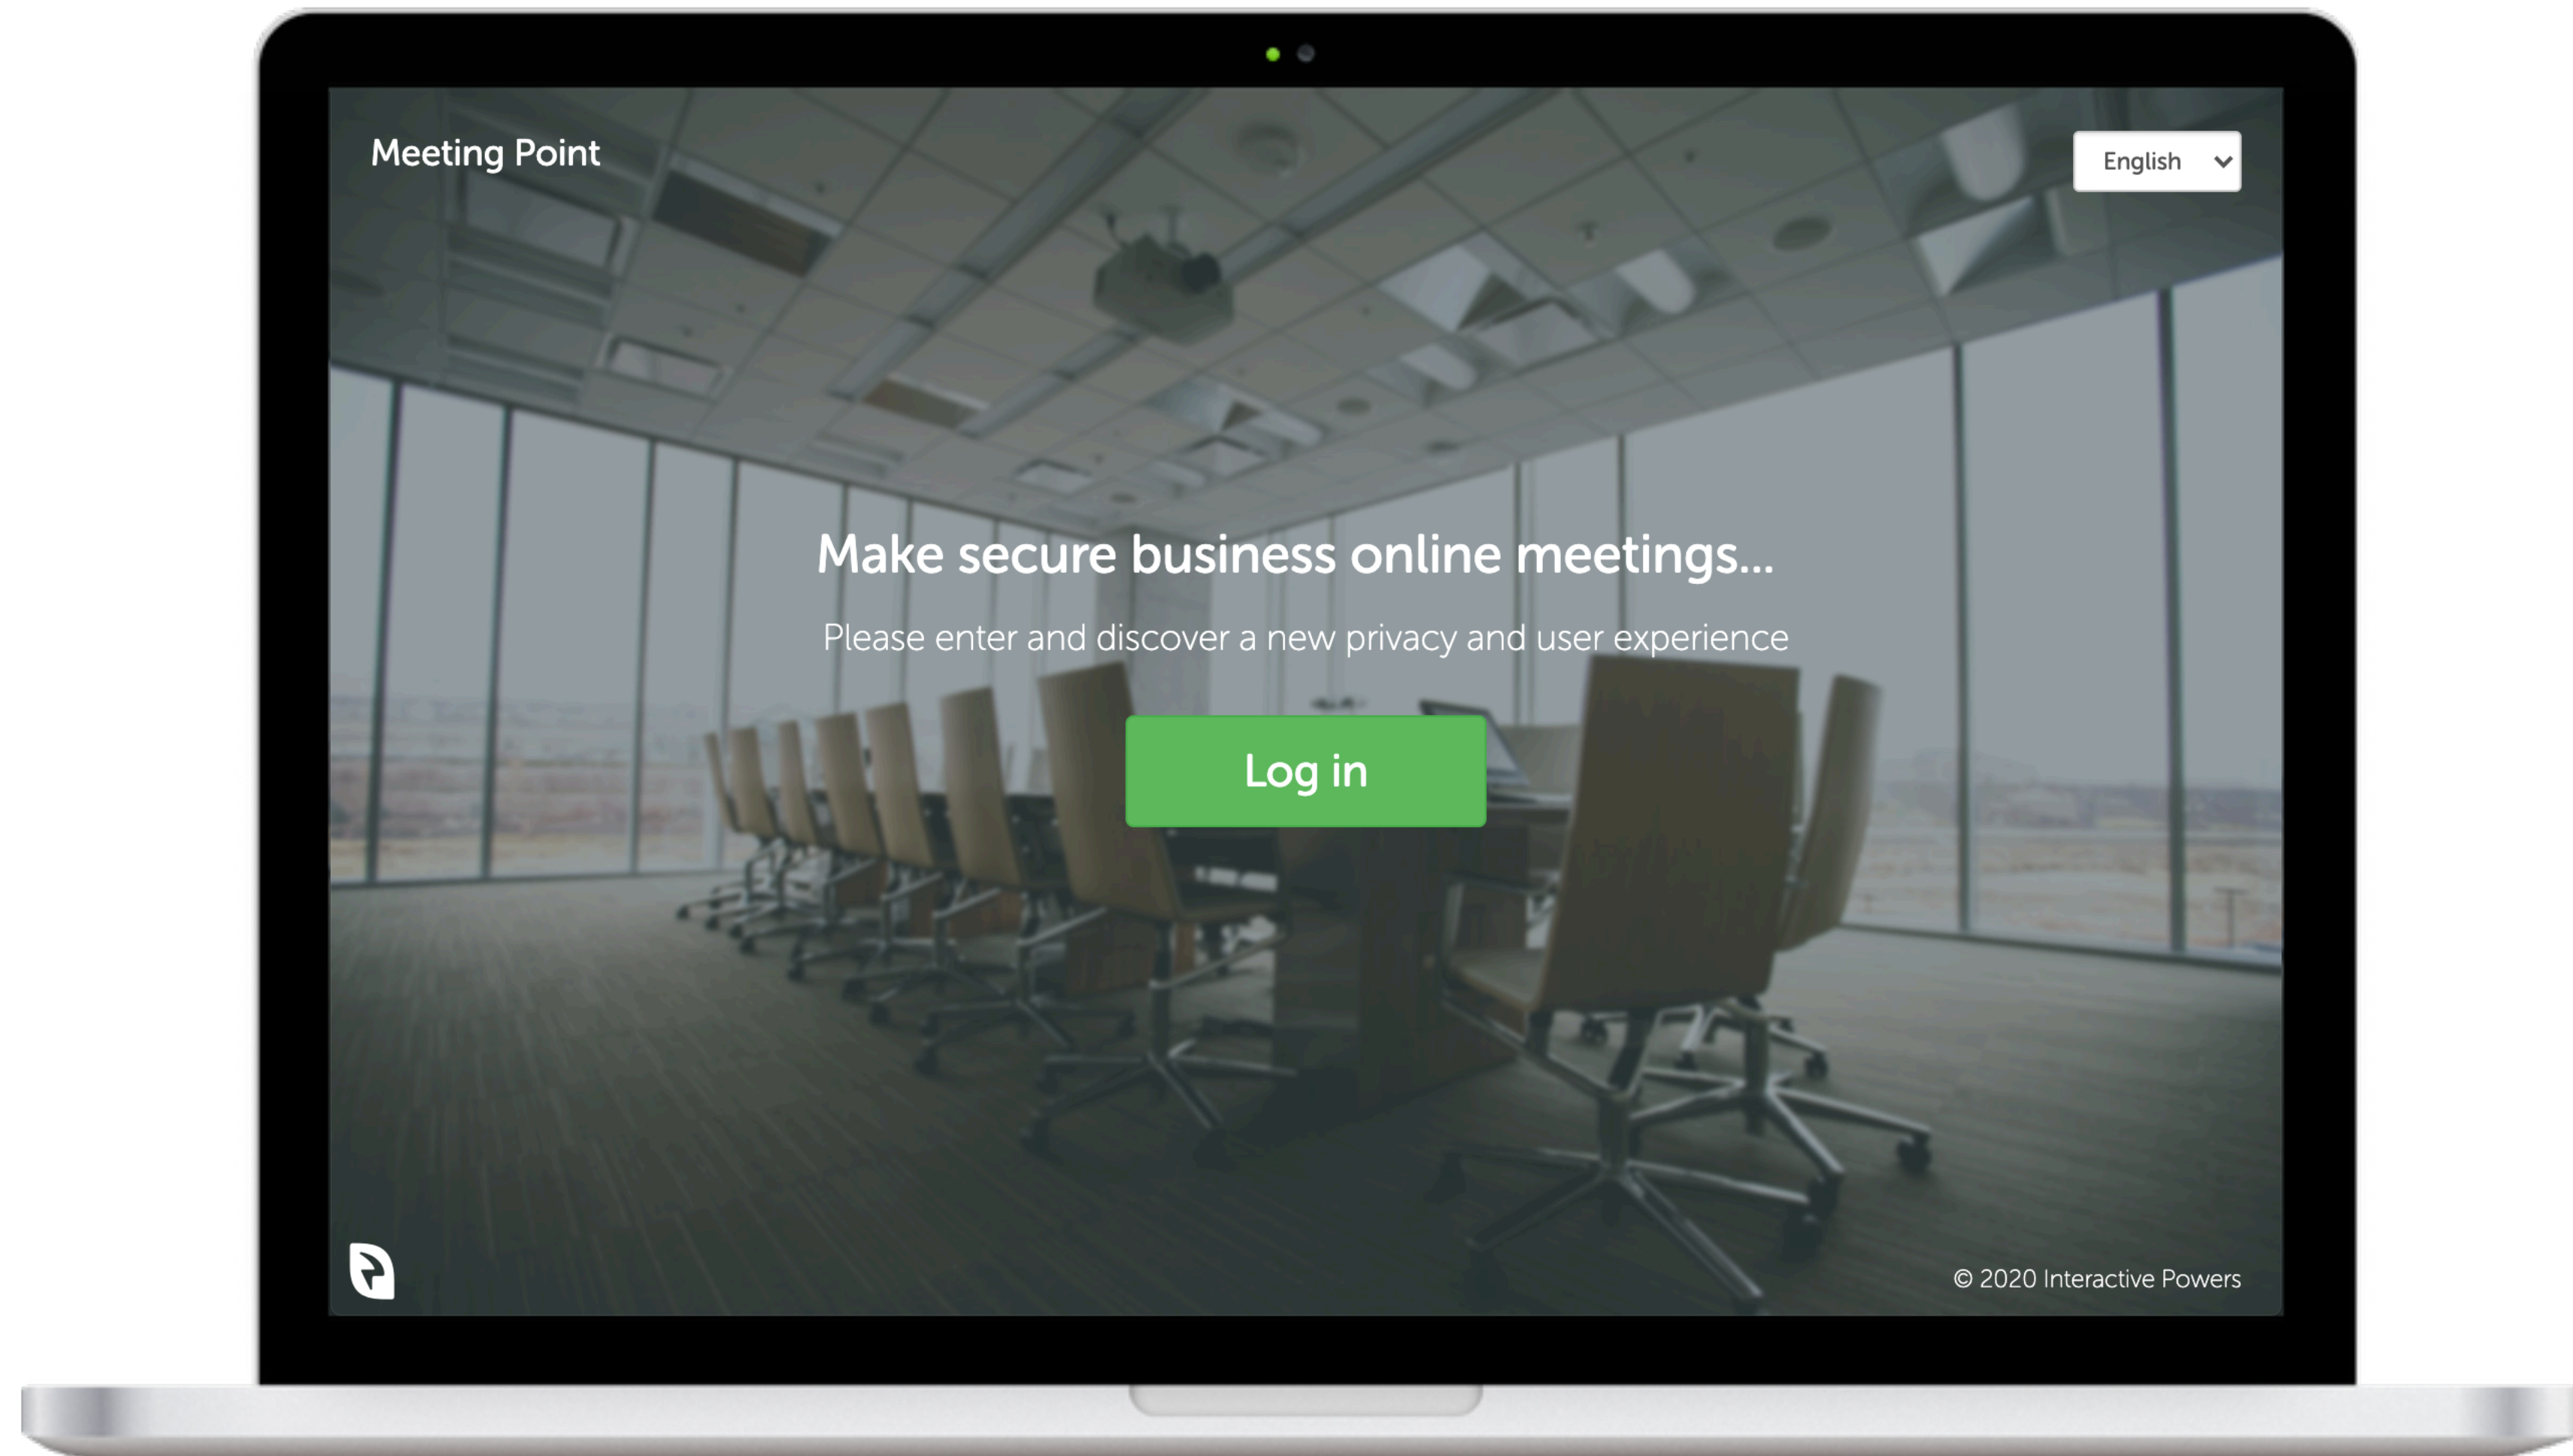 Meeting Point
English
Make secure business online meetings...
Please enter and discover a new privacy and user experience
Log in
© 2020 Interactive Powers